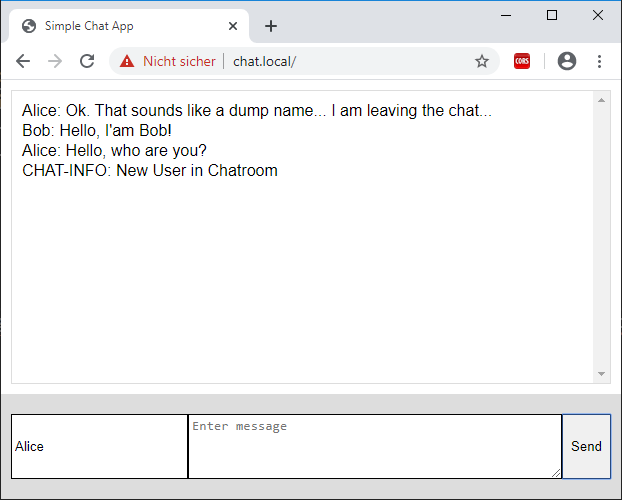 Simple Chat App
Nicht sicher
chat.local/
CORS
Alice: Ok. That sounds like a dump name... I am leaving the chat...
Bob: Hello, I'am Bob!
Alice: Hello, who are you?
CHAT-INFO: New User in Chatroom
Alice
Enter message
Send